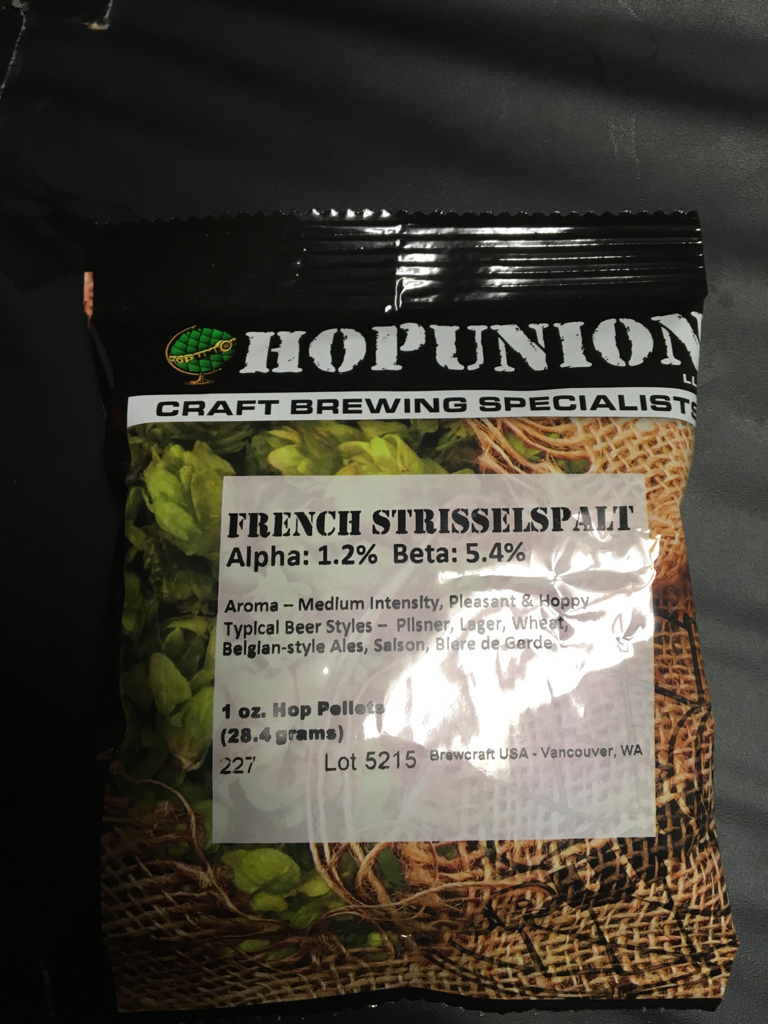 HOPTIFIC
HOPUNION
LL
CRAFT BREWING SPECIALISTS
FRENCH STRISSELSPALT
Alpha: 1.2% Beta: 5.4%
Aroma – Medium Intensity, Pleasant & Hoppy
Typical Beer Styles – Pilsner, Lager, Wheat,
Belgian-style Ales, Saison, Biere de Garde
1 oz. Hop Pellets
(28.4 grams)
227 Lot 5215 Brewcraft USA - Vancouver, WA